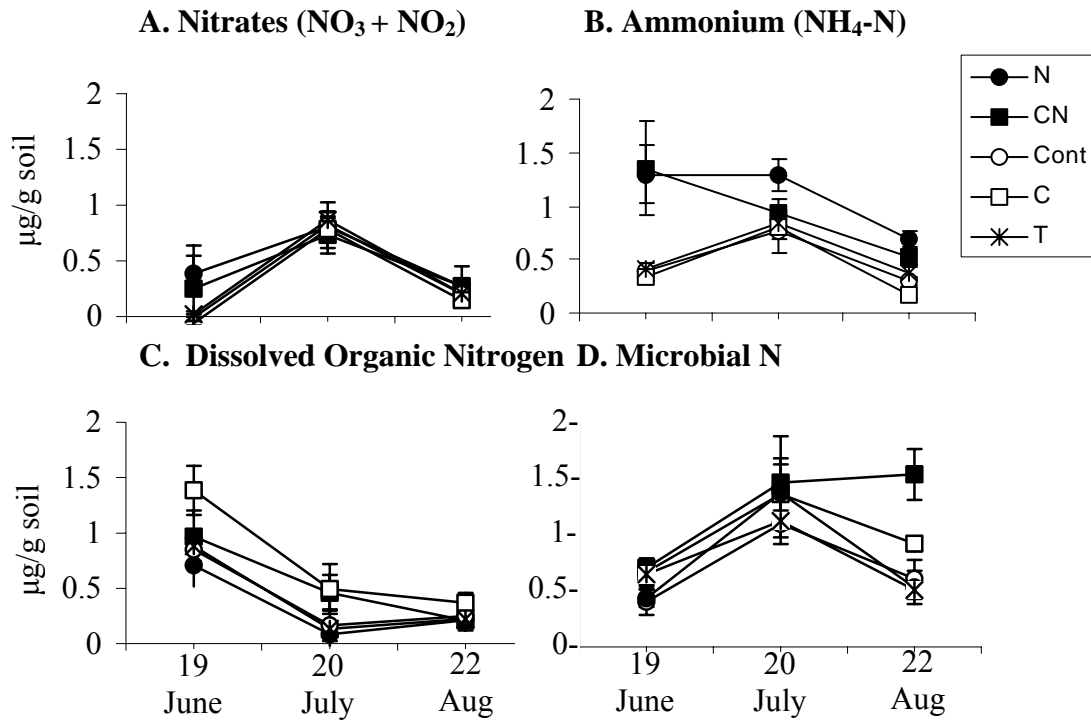 A. Nitrates (NO₃ + NO₂)
B. Ammonium (NH₄-N)
N
CN
Cont
C
T
µg/g soil
2
1.5
1
0.5
0
2
1.5
1
0.5
0
C. Dissolved Organic Nitrogen
D. Microbial N
µg/g soil
2
1.5
1
0.5
0
2-
1.5-
1-
0.5-
0-
19 20 22
June July Aug
19 20 22
June July Aug